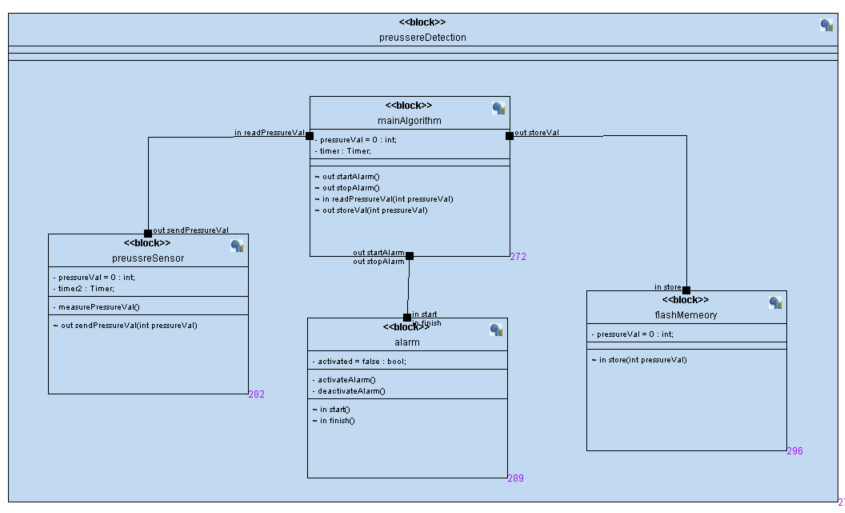 <<block>>
preussereDetection
<<block>>
mainAlgorithm
- pressureVal = 0 : int;
- timer : Timer;
~ out startAlarm()
~ out stopAlarm()
~ in readPressureVal(int pressureVal)
~ out storeVal(int pressureVal)
272
in readPressureVal
out storeVal
out sendPressureVal
<<block>>
preussreSensor
- pressureVal = 0 : int;
- timer2 : Timer;
- measurePressureVal()
~ out sendPressureVal(int pressureVal)
282
out startAlarm
out stopAlarm
in start
in finish
<<block>>
alarm
- activated = false : bool;
- activateAlarm()
- deactivateAlarm()
~ in start()
~ in finish()
289
in store
<<block>>
flashMemeory
- pressureVal = 0 : int;
~ in store(int pressureVal)
296